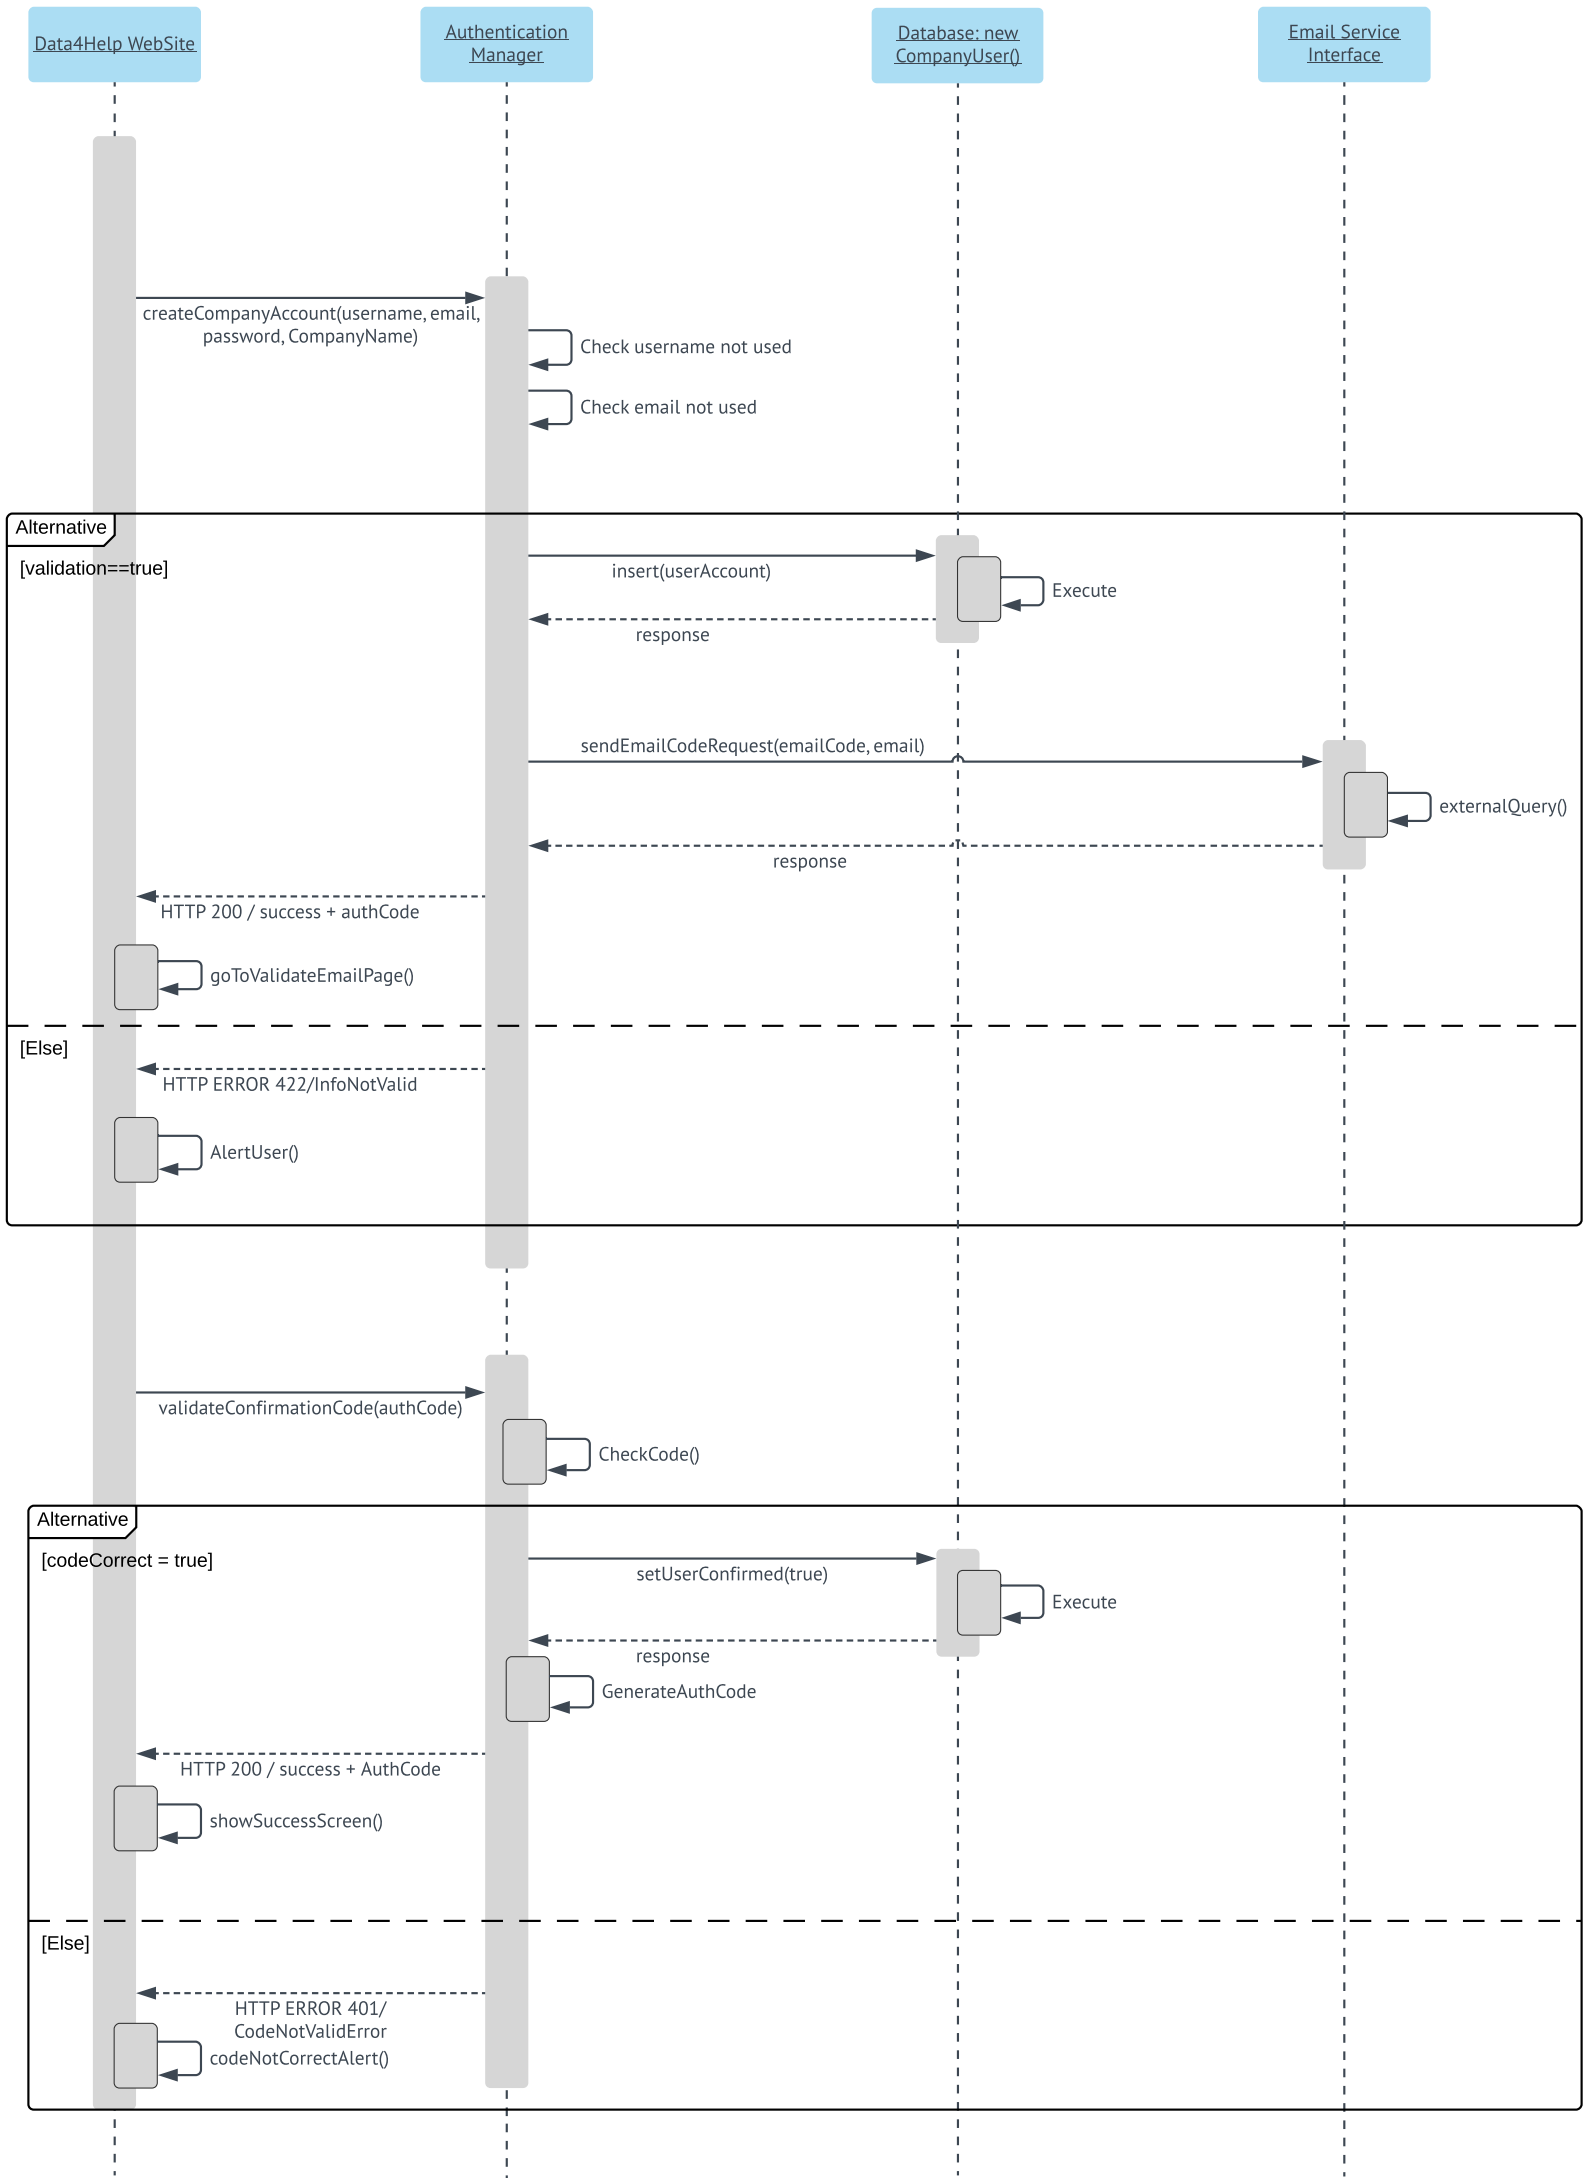 Data4Help WebSite
Authentication
Manager
Database: new
CompanyUser()
Email Service
Interface
createCompanyAccount(username, email,
password, CompanyName)
Check username not used
Check email not used
Alternative
[validation==true]
insert(userAccount)
Execute
response
sendEmailCodeRequest(emailCode, email)
externalQuery()
response
HTTP 200 / success + authCode
goToValidateEmailPage()
[Else]
HTTP ERROR 422/InfoNotValid
AlertUser()
validateConfirmationCode(authCode)
CheckCode()
Alternative
[codeCorrect = true]
setUserConfirmed(true)
Execute
response
GenerateAuthCode
HTTP 200 / success + AuthCode
showSuccessScreen()
[Else]
HTTP ERROR 401/
CodeNotValidError
codeNotCorrectAlert()